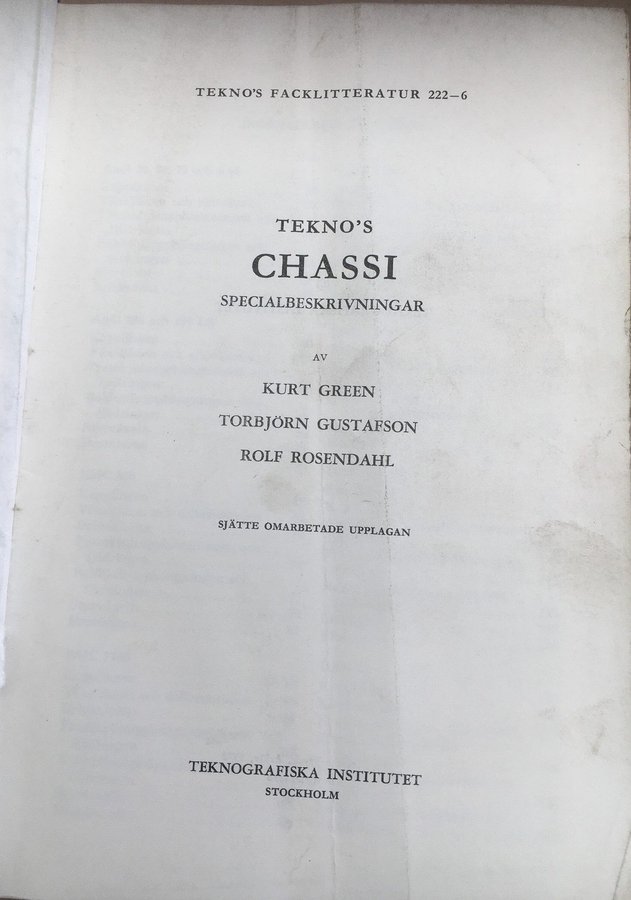 TEKNO'S FACKLITTERATUR 222—6
TEKNO'S
CHASSI
SPECIALBESKRIVNINGAR
AV
KURT GREEN
TORBJÖRN GUSTAFSON
ROLF ROSENDAHL
SJÄTTE OMARBETADE UPPLAGAN
TEKNOGRAFISKA INSTITUTET
STOCKHOLM